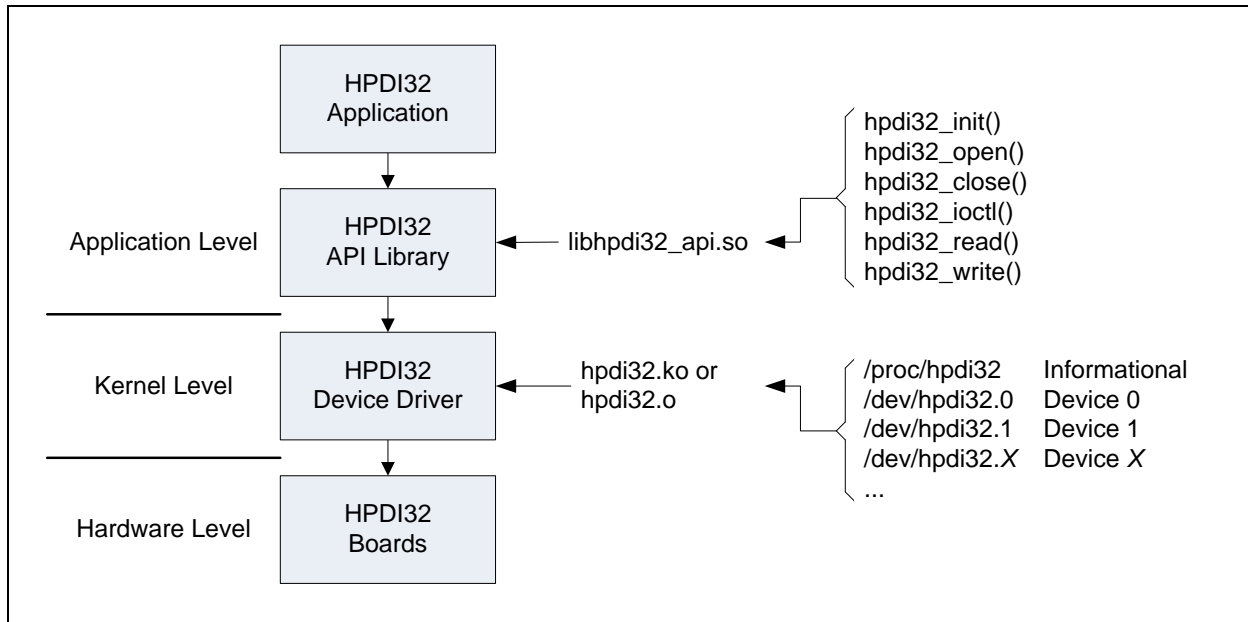 HPDI32
Application
Application Level
HPDI32
API Library
libhpdi32_api.so
hpdi32_init()
hpdi32_open()
hpdi32_close()
hpdi32_ioctl()
hpdi32_read()
hpdi32_write()
Kernel Level
HPDI32
Device Driver
hpdi32.ko or
hpdi32.o
/proc/hpdi32 Informational
/dev/hpdi32.0 Device 0
/dev/hpdi32.1 Device 1
/dev/hpdi32.X Device X
...
Hardware Level
HPDI32
Boards